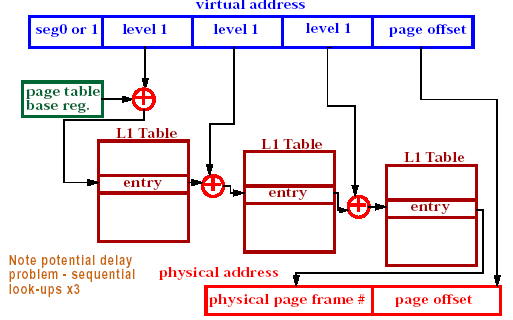 virtual address
seg0 or 1 level 1 level 1 level 1 page offset
page table
base reg.
L1 Table
L1 Table
L1 Table
entry
entry
entry
Note potential delay
problem - sequential
look-ups x3
physical address
physical page frame # page offset